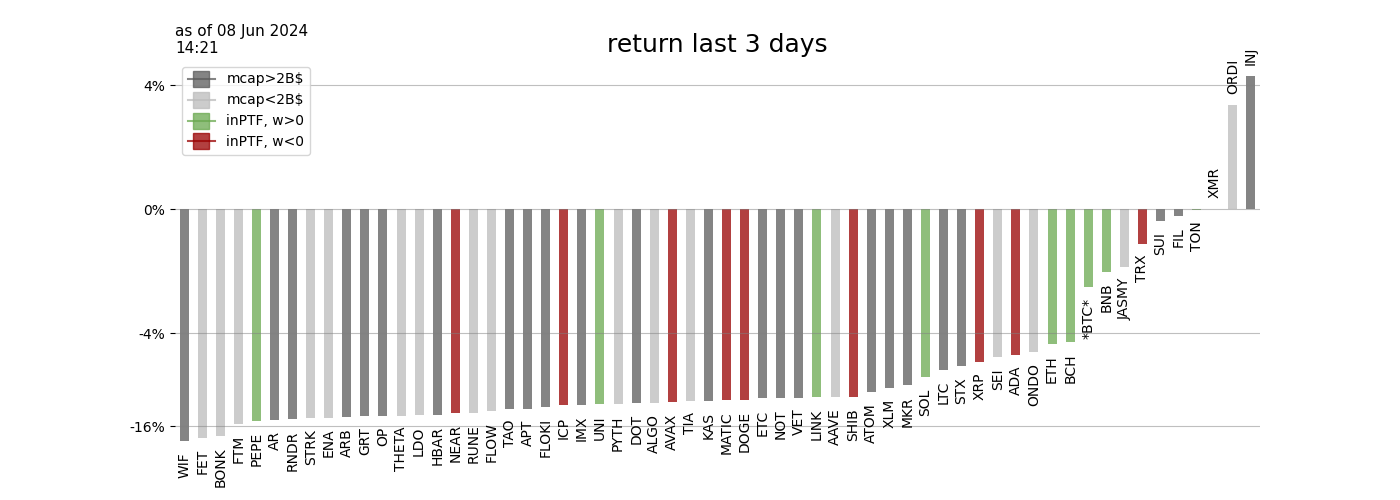 as of 08 Jun 2024
14:21
return last 3 days
mcap>2B$
mcap<2B$
inPTF, w>0
inPTF, w<0
4%
0%
-4%
-16%
WIF
FET
BONK
FTM
PEPE
AR
RNDR
STRK
ENA
ARB
GRT
OP
THETA
LDO
HBAR
NEAR
RUNE
FLOW
TAO
APT
FLOKI
ICP
IMX
UNI
PYTH
DOT
ALGO
AVAX
TIA
KAS
MATIC
DOGE
ETC
NOT
VET
LINK
AAVE
SHIB
ATOM
XLM
MKR
SOL
LTC
STX
XRP
SEI
ADA
ONDO
ETH
BCH
*BTC*
BNB
JASMY
TRX
SUI
FIL
TON
XMR
ORDI
INJ